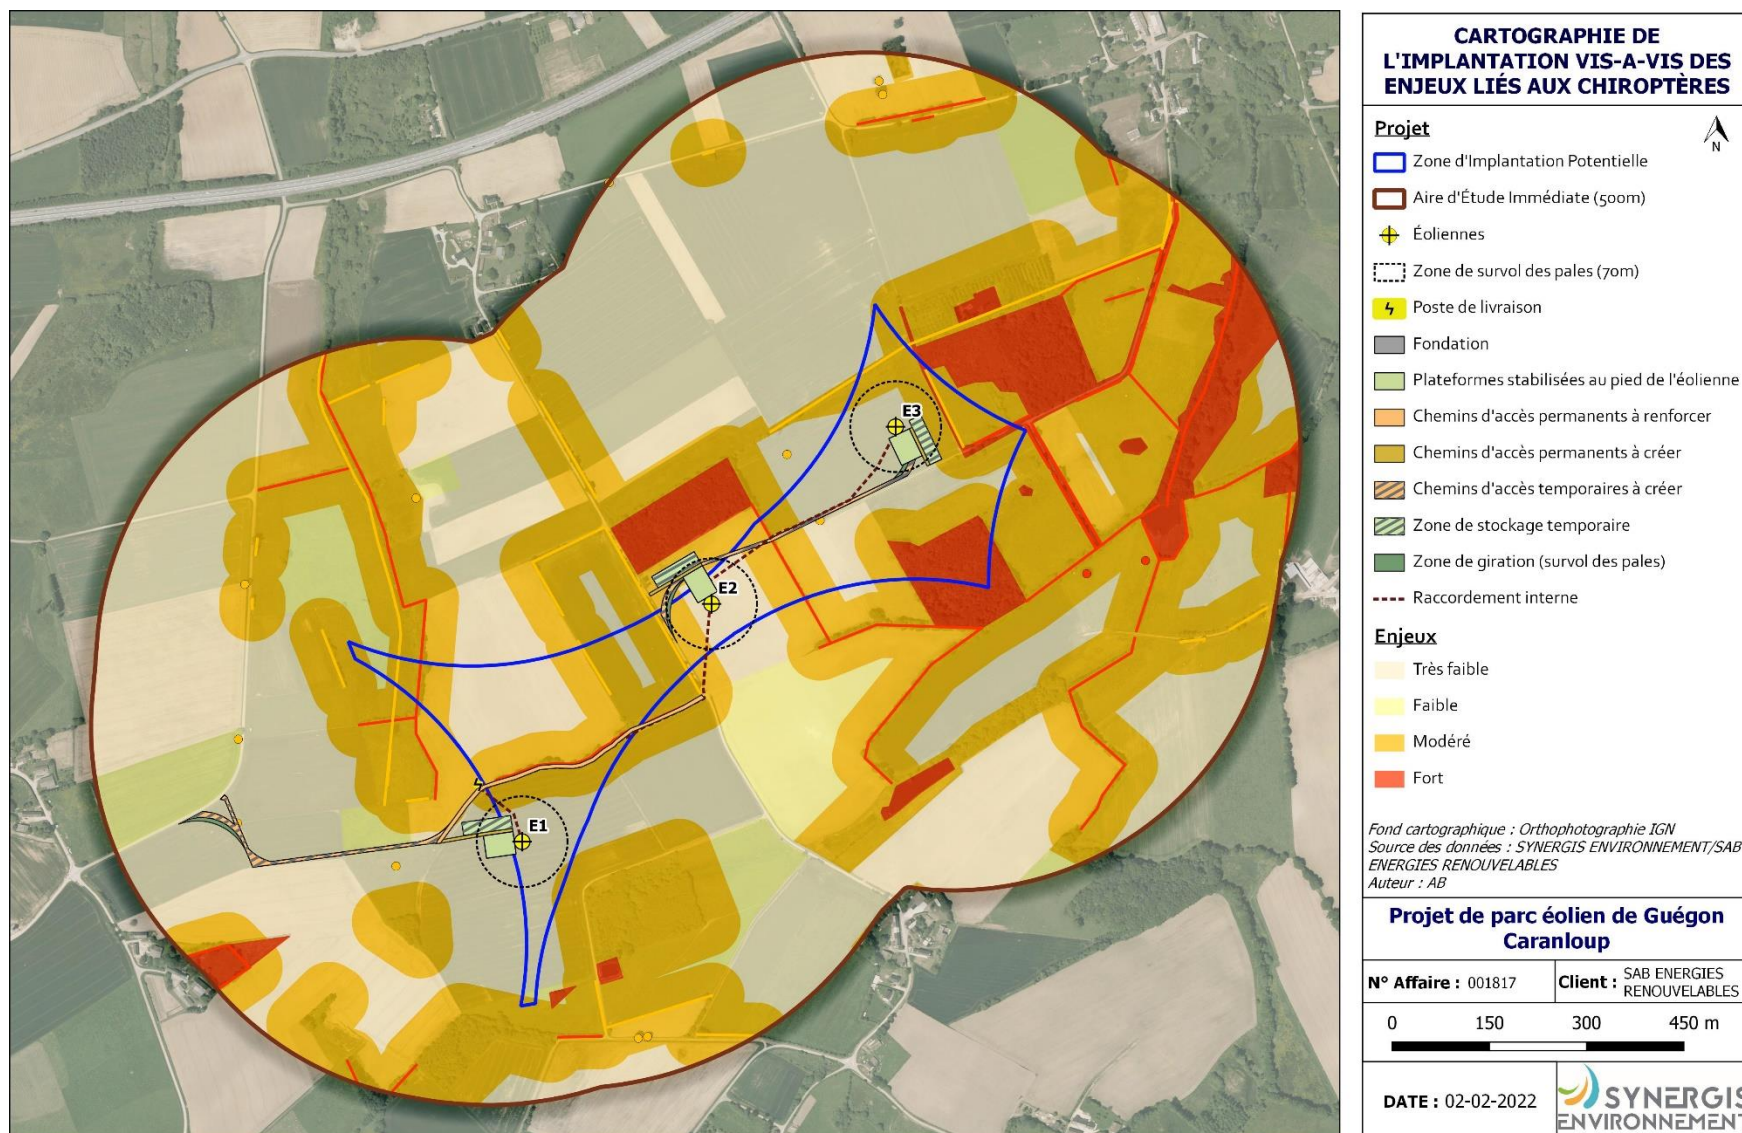 CARTOGRAPHIE DE
L'IMPLANTATION VIS-A-VIS DES
ENJEUX LIÉS AUX CHIROPTÈRES
Projet
N
Zone d'Implantation Potentielle
Aire d'Étude Immédiate (500m)
Éoliennes
Zone de survol des pales (70m)
Poste de livraison
Fondation
Plateformes stabilisées au pied de l'éolienne
Chemins d'accès permanents à renforcer
Chemins d'accès permanents à créer
Chemins d'accès temporaires à créer
Zone de stockage temporaire
Zone de giration (survol des pales)
Raccordement interne
Enjeux
Très faible
Faible
Modéré
Fort
Fond cartographique : Orthophotographie IGN
Source des données : SYNERGIS ENVIRONNEMENT/SAB
ENERGIES RENOUVELABLES
Auteur : AB
Projet de parc éolien de Guégon
Caranloup
N° Affaire : 001817
Client : SAB ENERGIES
RENOUVELABLES
0 150 300 450 m
DATE : 02-02-2022
SYNERGIS
ENVIRONNEMENT
E3
E2
E1